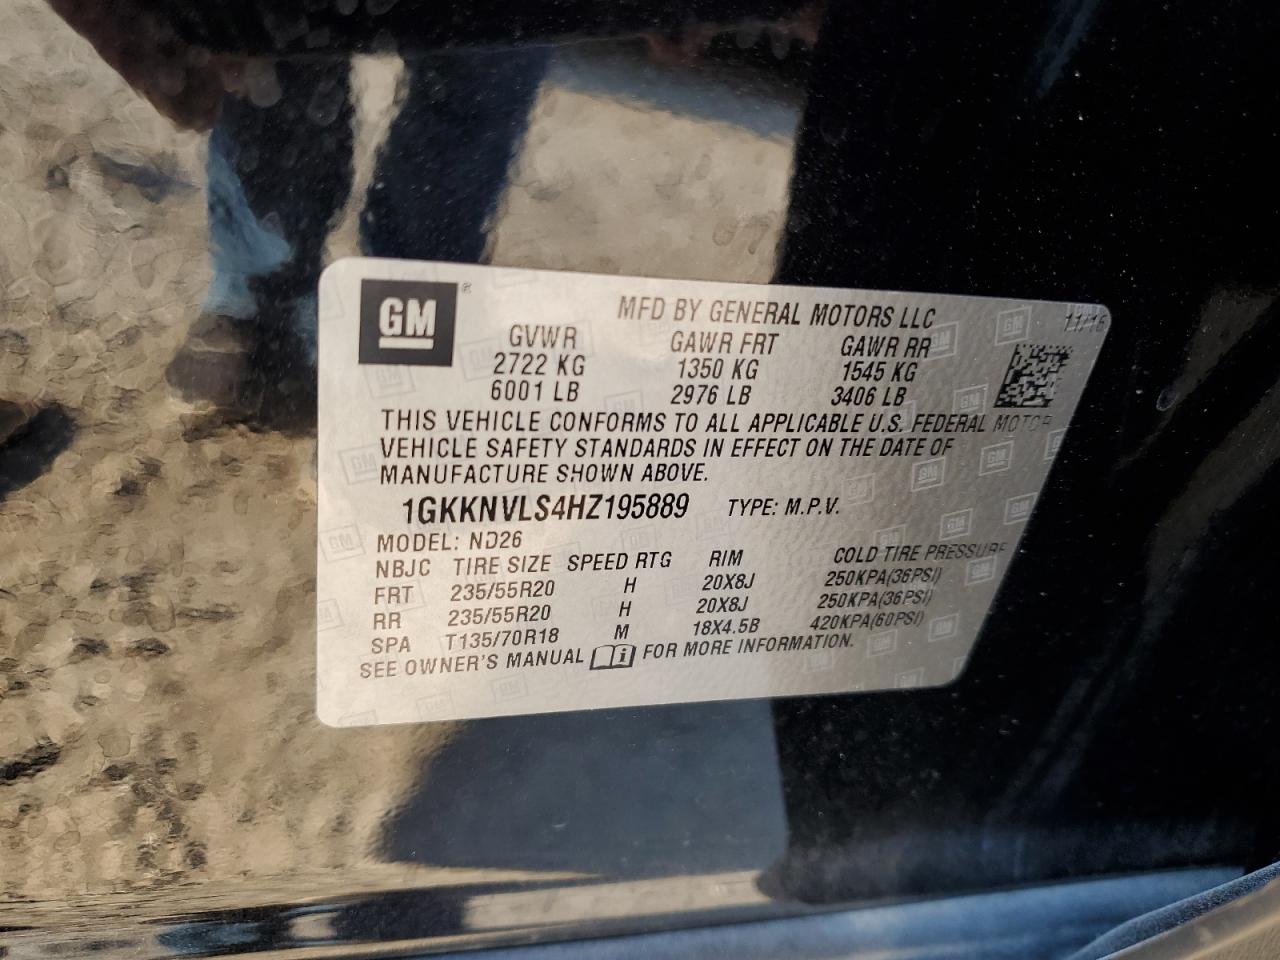 GM ®
MFD BY GENERAL MOTORS LLC 11/16
GVWR GAWR FRT GAWR RR
2722 KG 1350 KG 1545 KG
6001 LB 2976 LB 3406 LB
THIS VEHICLE CONFORMS TO ALL APPLICABLE U.S. FEDERAL MOTOR
VEHICLE SAFETY STANDARDS IN EFFECT ON THE DATE OF
MANUFACTURE SHOWN ABOVE.
1GKKNVLS4HZ195889 TYPE: M.P.V.
MODEL: ND26
NBJC TIRE SIZE SPEED RTG RIM COLD TIRE PRESSURE
FRT 235/55R20 H 20X8J 250KPA(36PSI)
RR 235/55R20 H 20X8J 250KPA(36PSI)
SPA T135/70R18 M 18X4.5B 420KPA(60PSI)
SEE OWNER'S MANUAL FOR MORE INFORMATION.